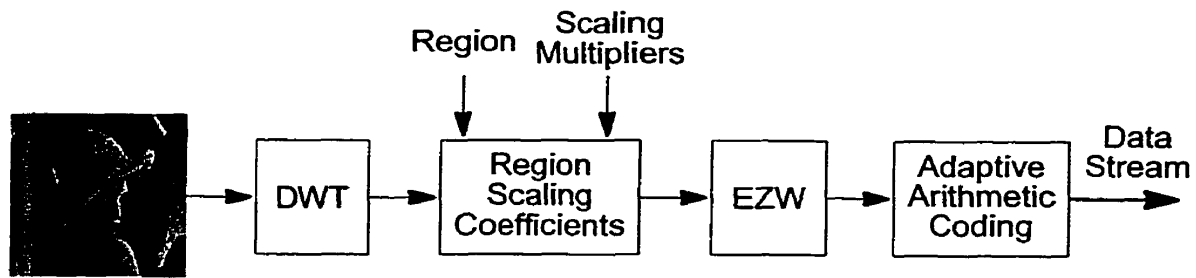 Region
Scaling
Multipliers
DWT
Region
Scaling
Coefficients
EZW
Adaptive
Arithmetic
Coding
Data
Stream